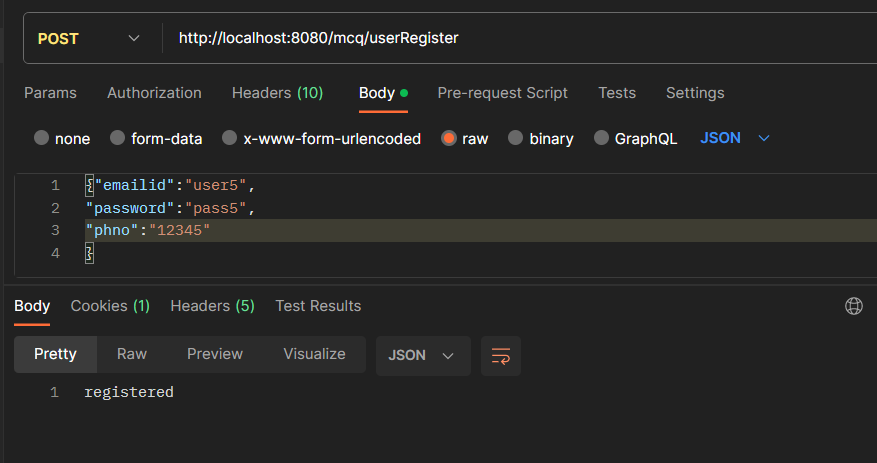 POST http://localhost:8080/mcq/userRegister
Params Authorization Headers (10) Body Pre-request Script Tests Settings
none form-data x-www-form-urlencoded raw binary GraphQL JSON
1 {"emailid":"user5",
2 "password":"pass5",
3 "phno":"12345"
4 }
Body Cookies (1) Headers (5) Test Results
Pretty Raw Preview Visualize JSON
1 registered